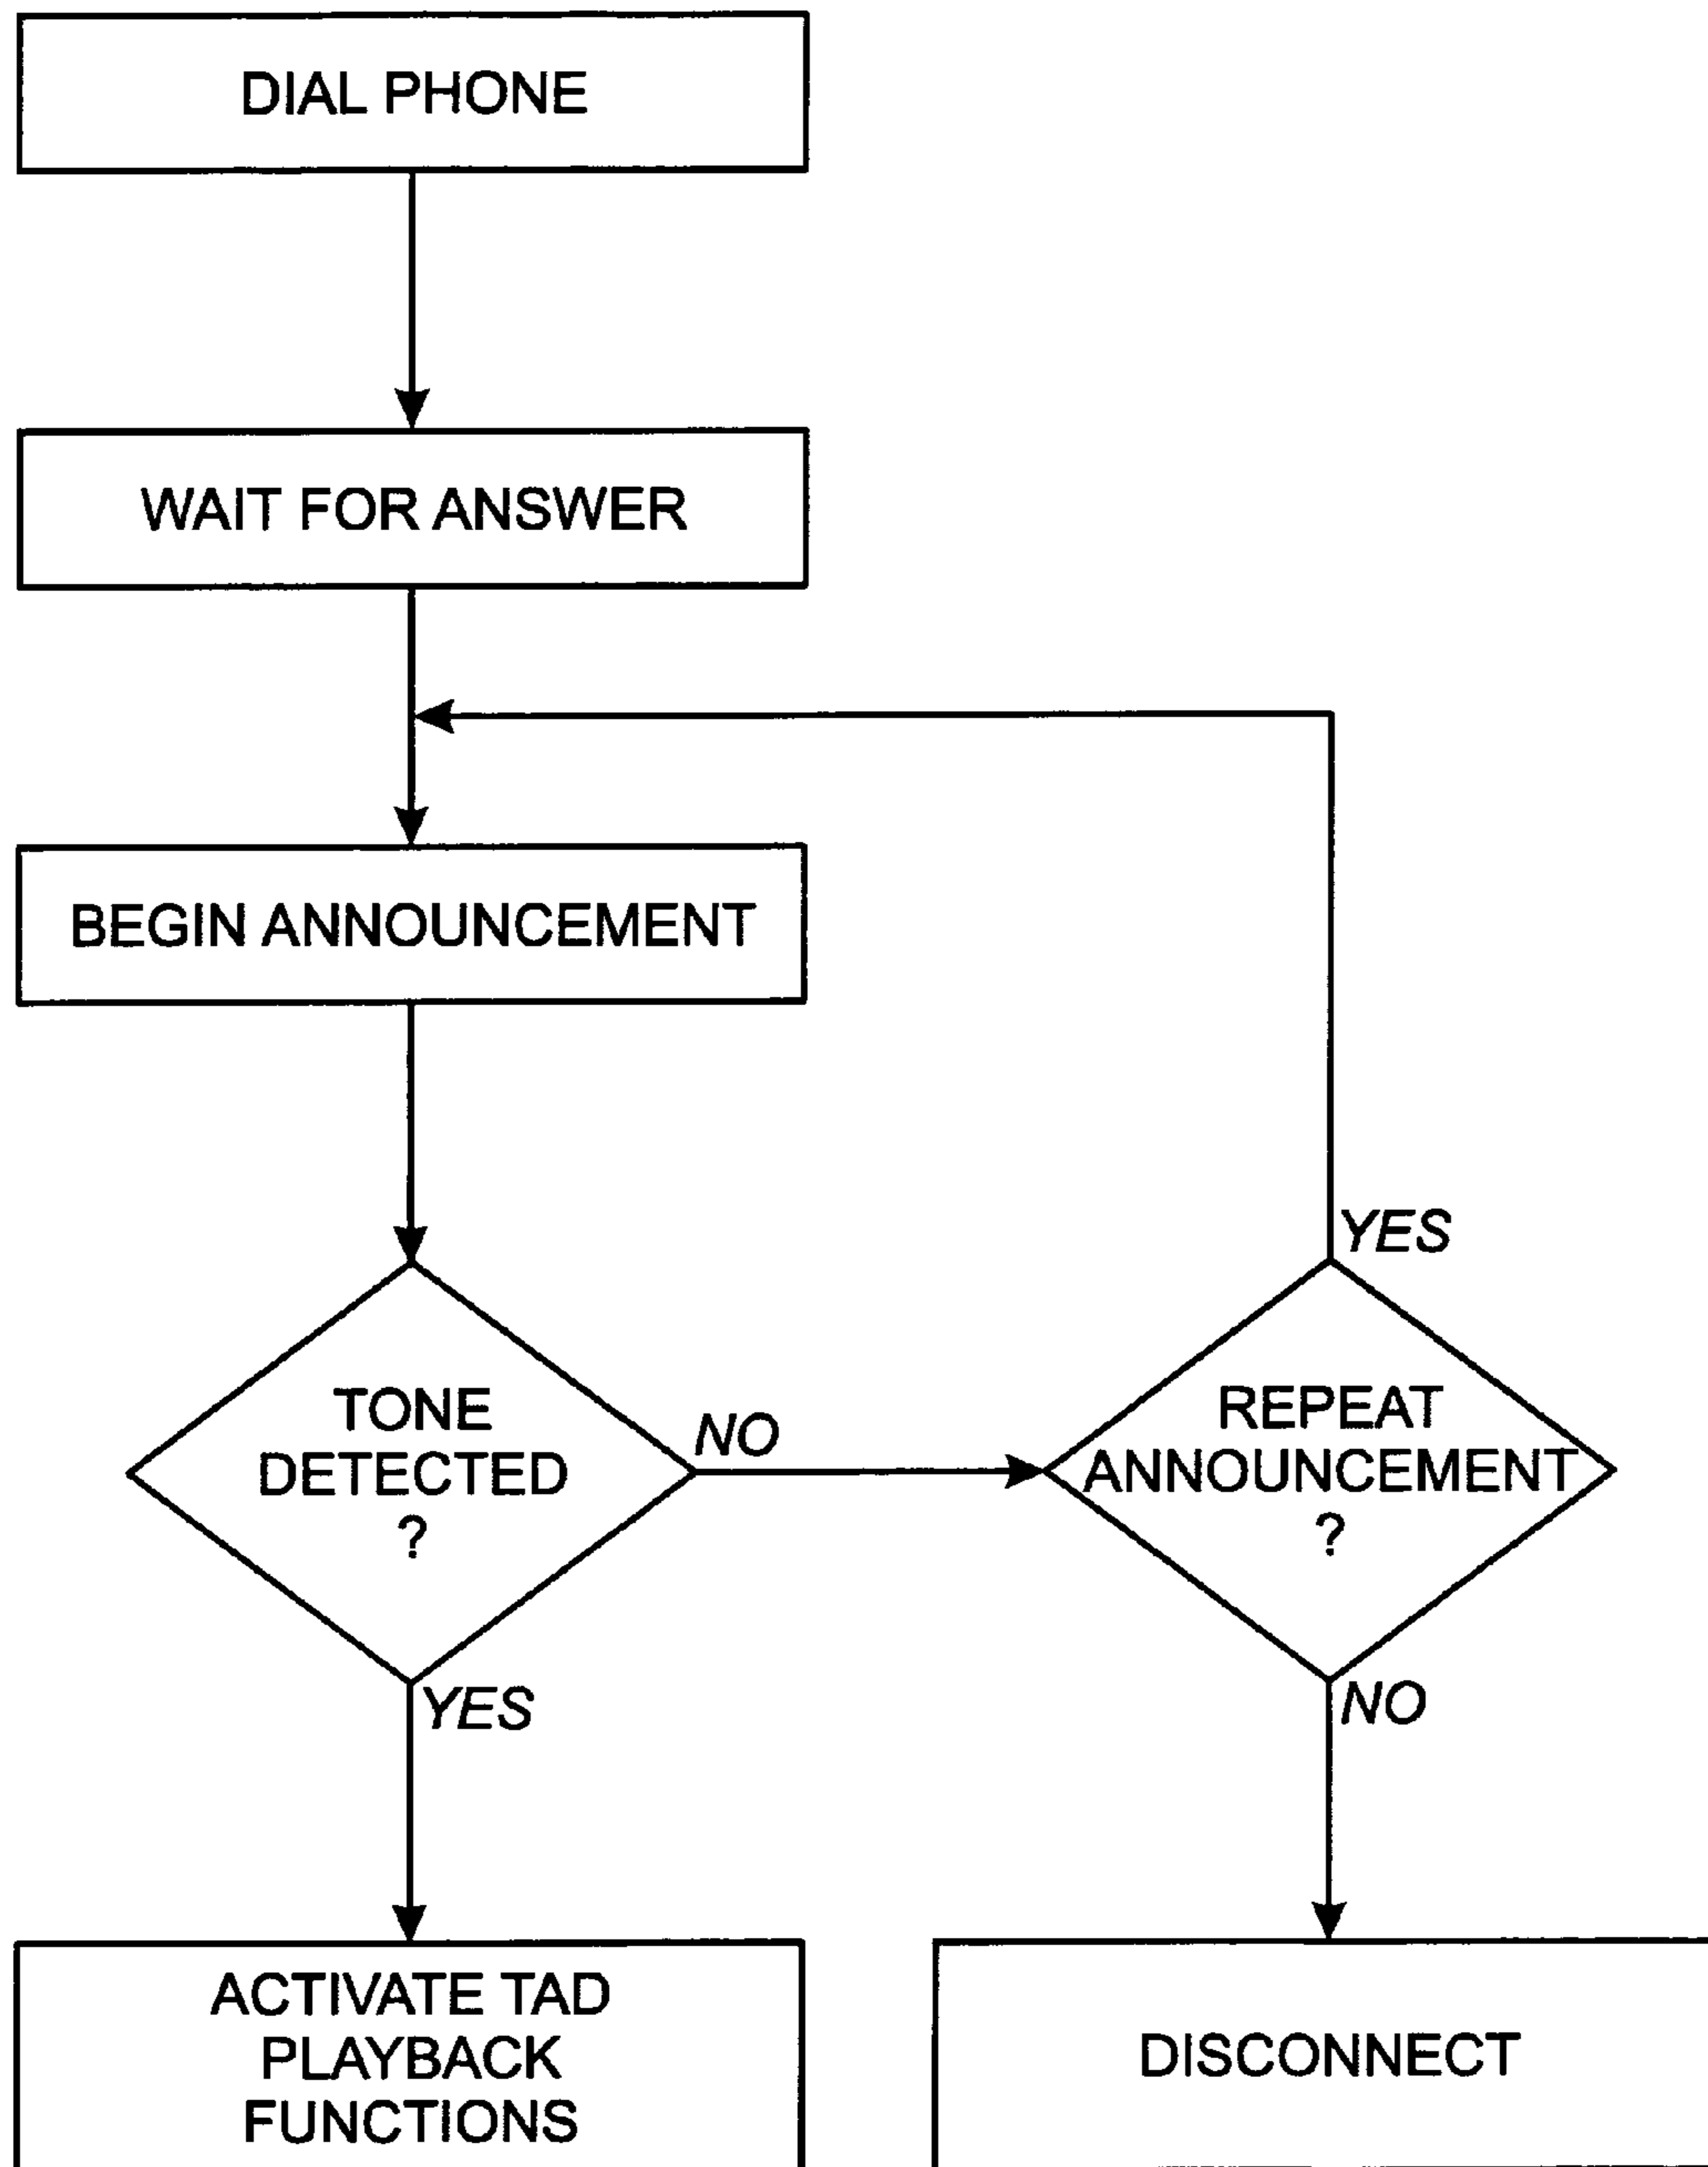 DIAL PHONE
WAIT FOR ANSWER
BEGIN ANNOUNCEMENT
YES
TONE
DETECTED
?
NO
REPEAT
ANNOUNCEMENT
?
YES
NO
ACTIVATE TAD
PLAYBACK
FUNCTIONS
DISCONNECT